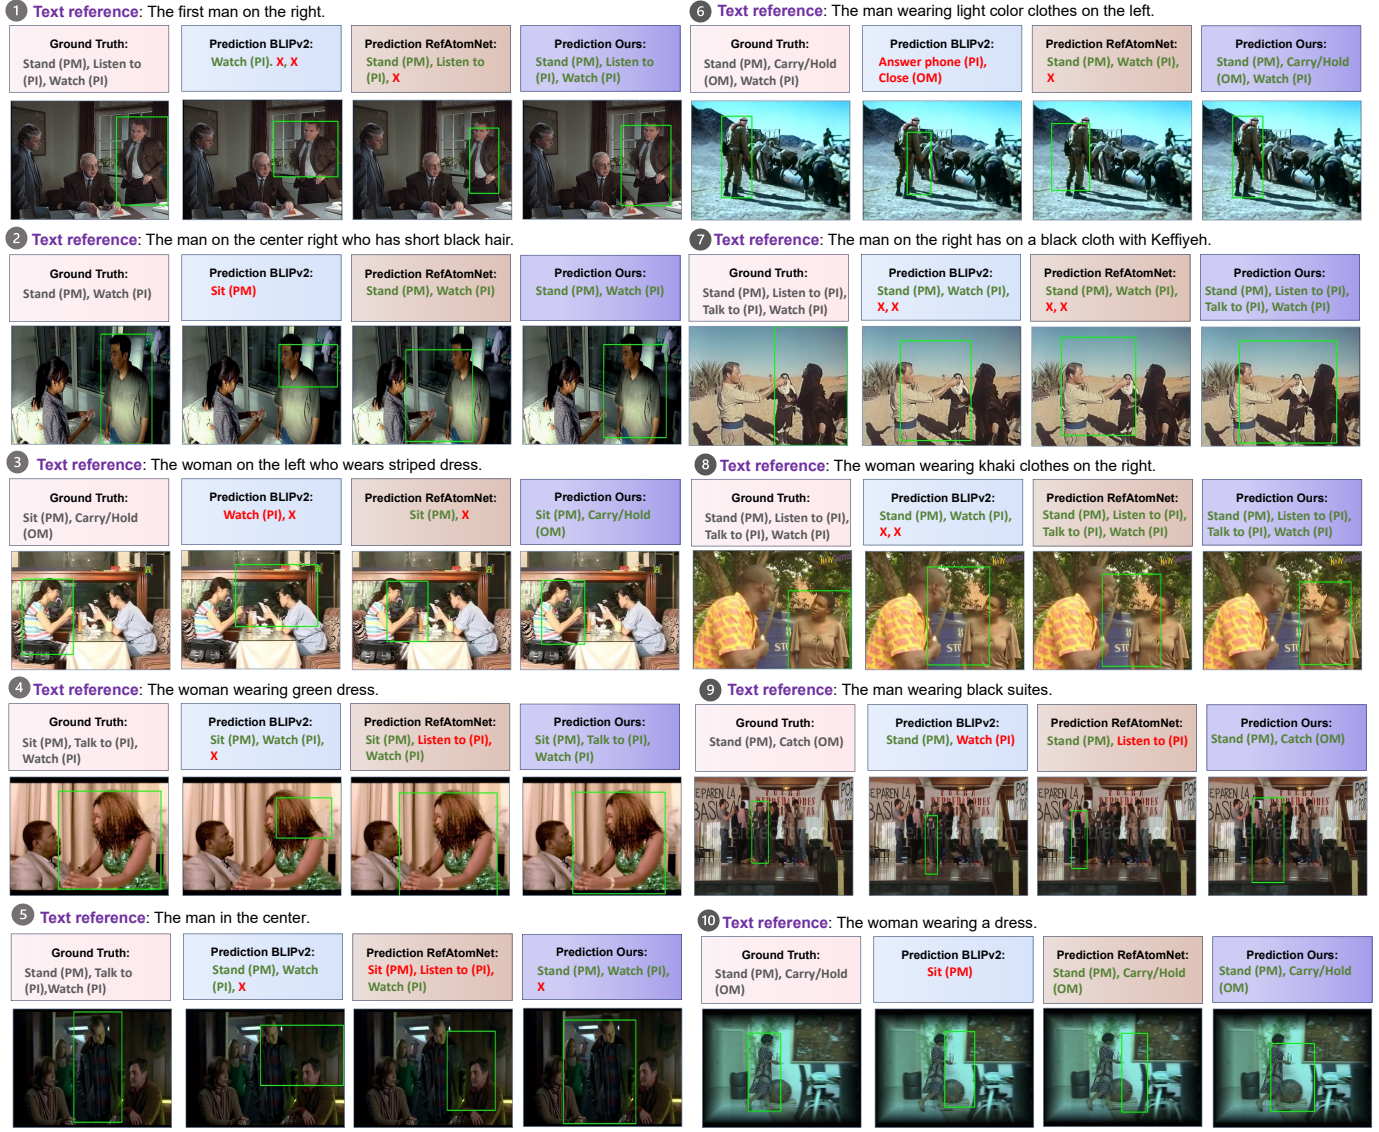 1 Text reference: The first man on the right.
Ground Truth:
Stand (PM), Listen to
(PI), Watch (PI)
Prediction BLIPv2:
Watch (PI). X, X
Prediction RefAtomNet:
Stand (PM), Listen to
(PI), X
Prediction Ours:
Stand (PM), Listen to
(PI), Watch (PI)
2 Text reference: The man on the center right who has short black hair.
Ground Truth:
Stand (PM), Watch (PI)
Prediction BLIPv2:
Sit (PM)
Prediction RefAtomNet:
Stand (PM), Watch (PI)
Prediction Ours:
Stand (PM), Watch (PI)
3 Text reference: The woman on the left who wears striped dress.
Ground Truth:
Sit (PM), Carry/Hold
(OM)
Prediction BLIPv2:
Watch (PI), X
Prediction RefAtomNet:
Sit (PM), X
Prediction Ours:
Sit (PM), Carry/Hold
(OM)
4 Text reference: The woman wearing green dress.
Ground Truth:
Sit (PM), Talk to (PI),
Watch (PI)
Prediction BLIPv2:
Sit (PM), Watch (PI),
X
Prediction RefAtomNet:
Sit (PM), Listen to (PI),
Watch (PI)
Prediction Ours:
Sit (PM), Talk to (PI),
Watch (PI)
5 Text reference: The man in the center.
Ground Truth:
Stand (PM), Talk to
(PI),Watch (PI)
Prediction BLIPv2:
Stand (PM), Watch
(PI), X
Prediction RefAtomNet:
Sit (PM), Listen to (PI),
Watch (PI)
Prediction Ours:
Stand (PM), Watch (PI),
X
6 Text reference: The man wearing light color clothes on the left.
Ground Truth:
Stand (PM), Carry/Hold
(OM), Watch (PI)
Prediction BLIPv2:
Answer phone (PI),
Close (OM)
Prediction RefAtomNet:
Stand (PM), Watch (PI),
X
Prediction Ours:
Stand (PM), Carry/Hold
(OM), Watch (PI)
7 Text reference: The man on the right has on a black cloth with Keffiyeh.
Ground Truth:
Stand (PM), Listen to (PI),
Talk to (PI), Watch (PI)
Prediction BLIPv2:
Stand (PM), Watch (PI),
X, X
Prediction RefAtomNet:
Stand (PM), Watch (PI),
X, X
Prediction Ours:
Stand (PM), Listen to (PI),
Talk to (PI), Watch (PI)
8 Text reference: The woman wearing khaki clothes on the right.
Ground Truth:
Stand (PM), Listen to (PI),
Talk to (PI), Watch (PI)
Prediction BLIPv2:
Stand (PM), Watch (PI),
X, X
Prediction RefAtomNet:
Stand (PM), Listen to (PI),
Talk to (PI), Watch (PI)
Prediction Ours:
Stand (PM), Listen to (PI),
Talk to (PI), Watch (PI)
9 Text reference: The man wearing black suites.
Ground Truth:
Stand (PM), Catch (OM)
Prediction BLIPv2:
Stand (PM), Watch (PI)
Prediction RefAtomNet:
Stand (PM), Listen to (PI)
Prediction Ours:
Stand (PM), Catch (OM)
EPAREN LA
BASU
POR
EPAREN LA
BASU
POR
EPAREN LA
BASU
POR
EPAREN LA
BASU
POR
10 Text reference: The woman wearing a dress.
Ground Truth:
Stand (PM), Carry/Hold
(OM)
Prediction BLIPv2:
Sit (PM)
Prediction RefAtomNet:
Stand (PM), Carry/Hold
(OM)
Prediction Ours:
Stand (PM), Carry/Hold
(OM)